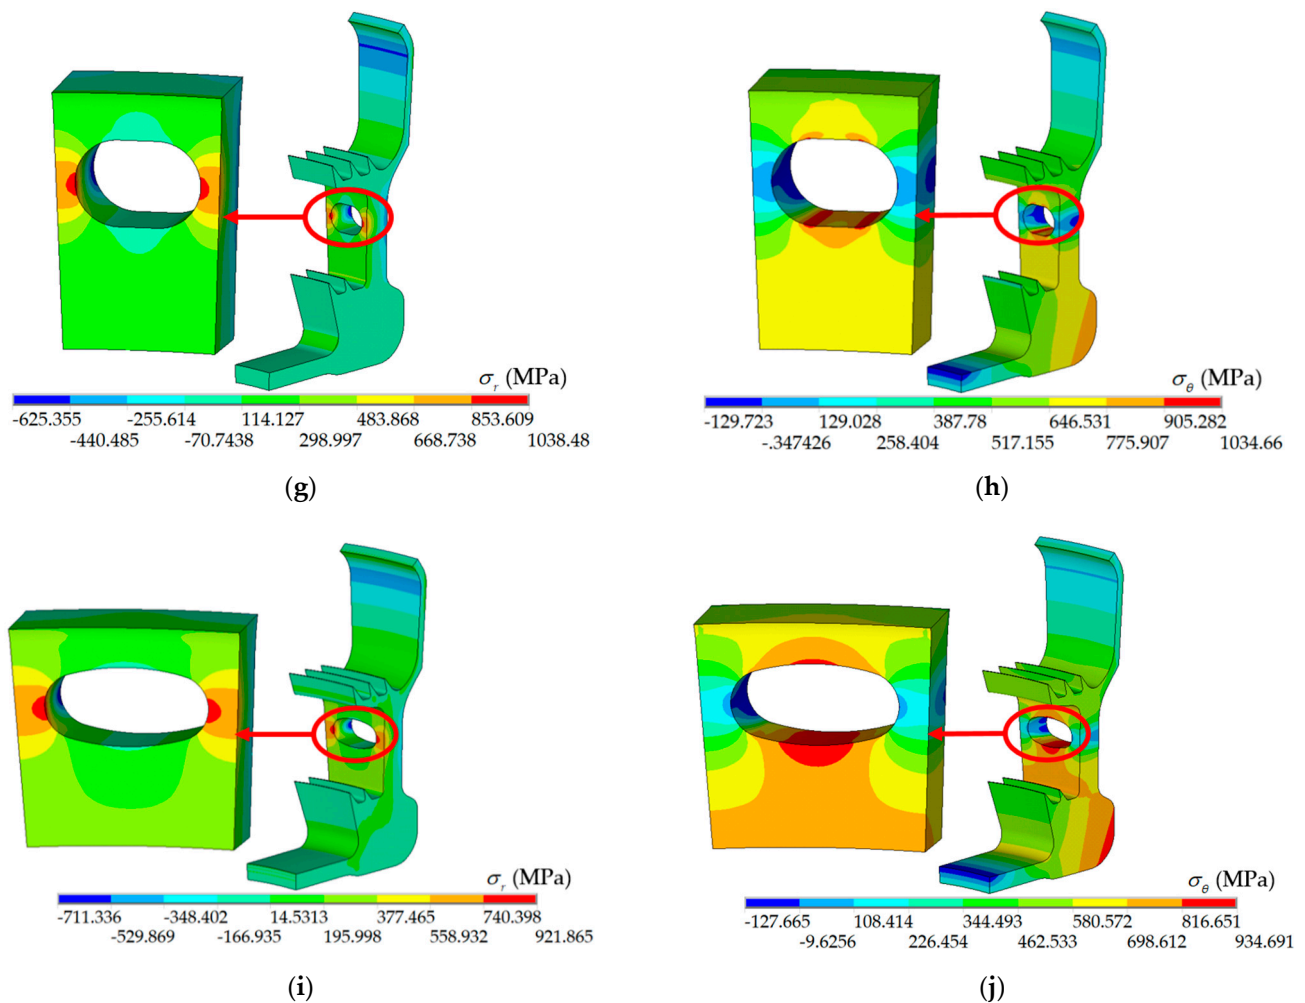 σr (MPa)
-625.355 -255.614 114.127 483.868 853.609
-440.485 -70.7438 298.997 668.738 1038.48
(g)
σθ (MPa)
-129.723 129.028 387.78 646.531 905.282
-.347426 258.404 517.155 775.907 1034.66
(h)
σr (MPa)
-711.336 -348.402 14.5313 377.465 740.398
-529.869 -166.935 195.998 558.932 921.865
(i)
σθ (MPa)
-127.665 108.414 344.493 580.572 816.651
-9.6256 226.454 462.533 698.612 934.691
(j)